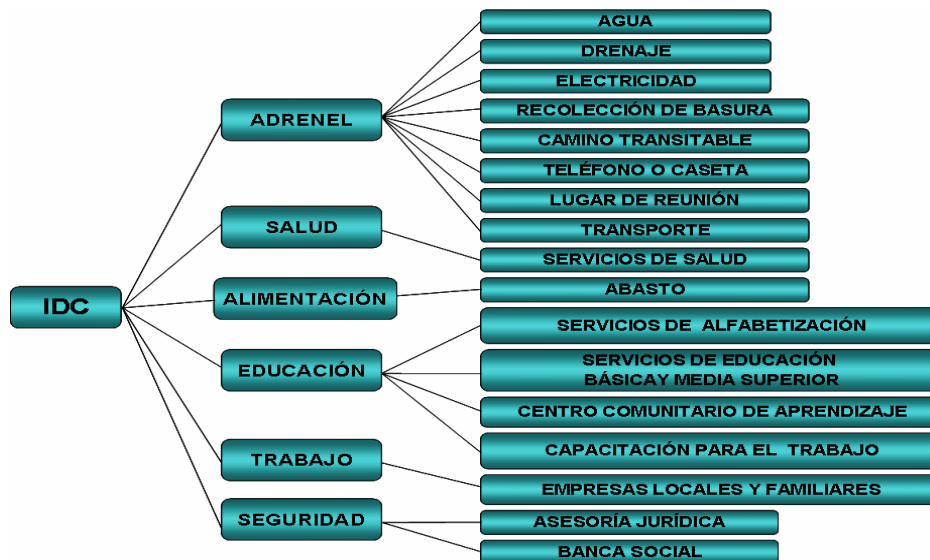 IDC
ADRENEL
SALUD
ALIMENTACIÓN
EDUCACIÓN
TRABAJO
SEGURIDAD
AGUA
DRENAJE
ELECTRICIDAD
RECOLECCIÓN DE BASURA
CAMINO TRANSITABLE
TELÉFONO O CASETA
LUGAR DE REUNIÓN
TRANSPORTE
SERVICIOS DE SALUD
ABASTO
SERVICIOS DE ALFABETIZACIÓN
SERVICIOS DE EDUCACIÓN
BÁSICAY MEDIA SUPERIOR
CENTRO COMUNITARIO DE APRENDIZAJE
CAPACITACIÓN PARA EL TRABAJO
EMPRESAS LOCALES Y FAMILIARES
ASESORÍA JURÍDICA
BANCA SOCIAL